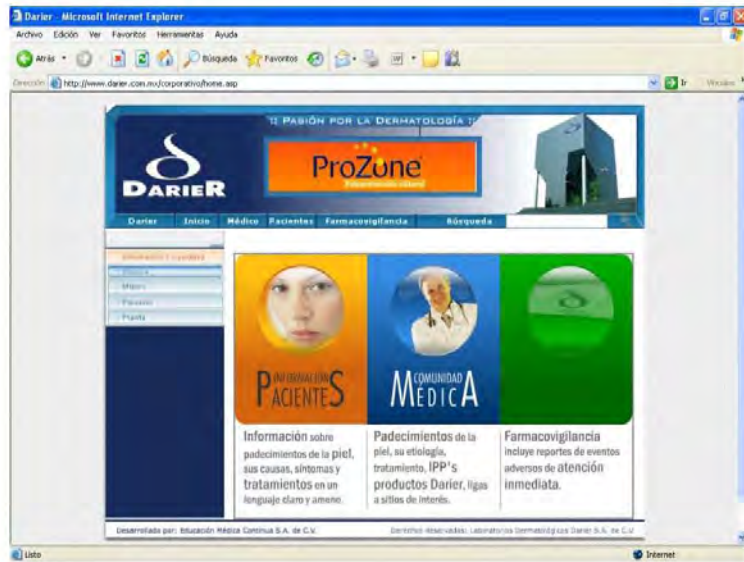 Darier - Microsoft Internet Explorer
Archivo Edición Ver Favoritos Herramientas Ayuda
Atrás Búsqueda Favoritos
Dirección http://www.darier.com.mx/corporativo/home.asp Ir Vínculos
:: PASIÓN POR LA DERMATOLOGÍA ::
DARIER
ProZone
Darier Inicio Médico Pacientes Farmacovigilancia Búsqueda
Planta
INFORMACIÓN PACIENTES
COMUNIDAD MÉDICA
Información sobre
padecimientos de la piel,
sus causas, síntomas y
tratamientos en un
lenguaje claro y ameno.
Padecimientos de la
piel, su etiología,
tratamiento, IPP's
productos Darier, ligas
a sitios de interés.
Farmacovigilancia
incluye reportes de eventos
adversos de atención
inmediata.
Desarrollado por: Educación Médica Continua S.A. de C.V.
Derechos Reservados: Laboratorios Dermatológicos Darier S.A. de C.V
Listo Internet